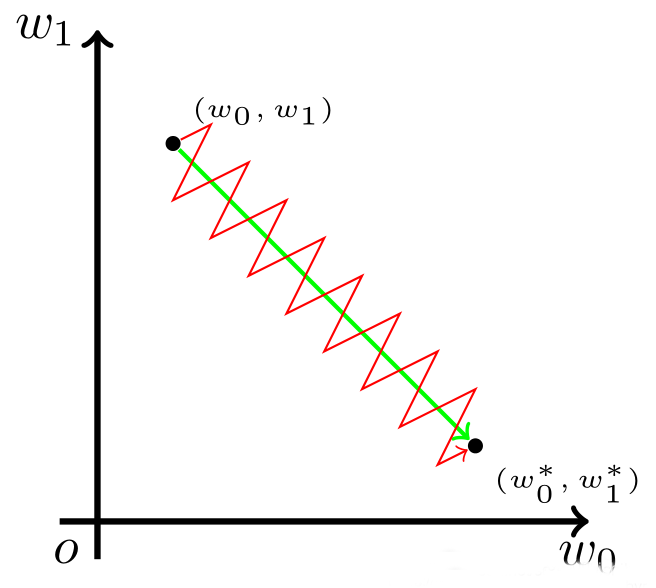 w₁
(w₀, w₁)
(w₀*, w₁*)
o
w₀